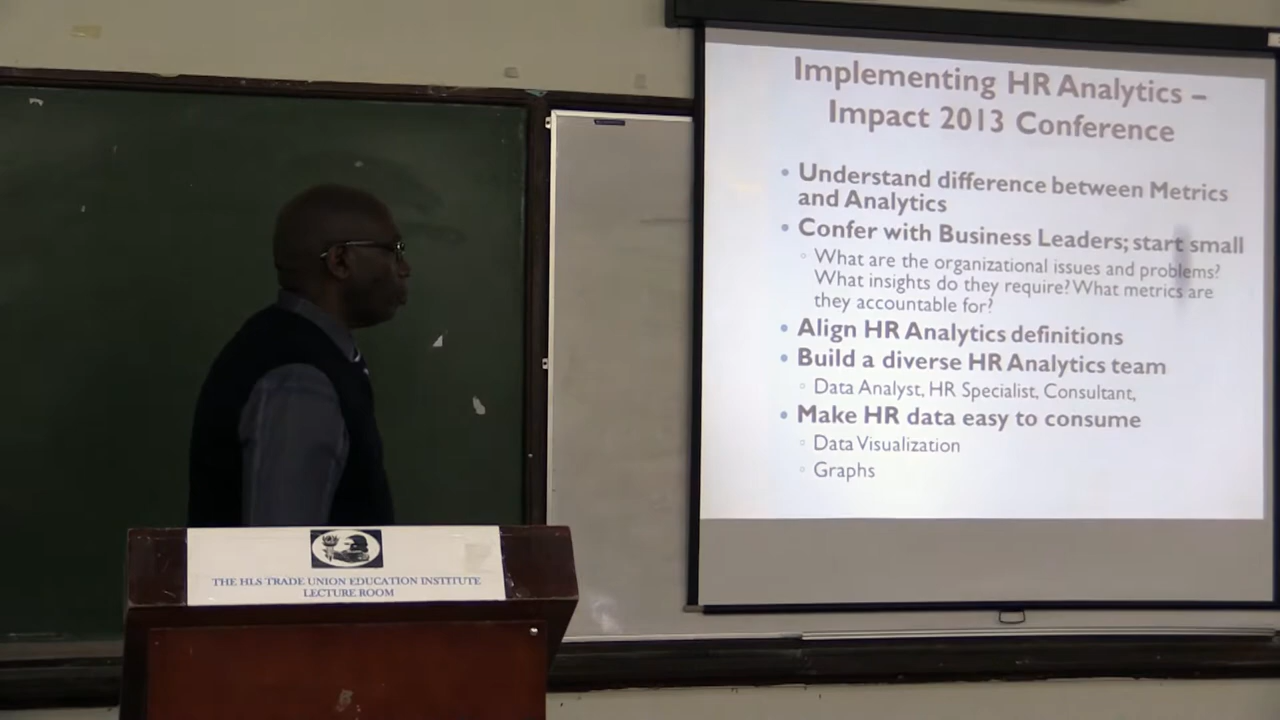 Implementing HR Analytics –
Impact 2013 Conference
• Understand difference between Metrics
and Analytics
• Confer with Business Leaders; start small
◦ What are the organizational issues and problems?
What insights do they require? What metrics are
they accountable for?
• Align HR Analytics definitions
• Build a diverse HR Analytics team
◦ Data Analyst, HR Specialist, Consultant,
• Make HR data easy to consume
◦ Data Visualization
◦ Graphs
THE HLS TRADE UNION EDUCATION INSTITUTE
LECTURE ROOM